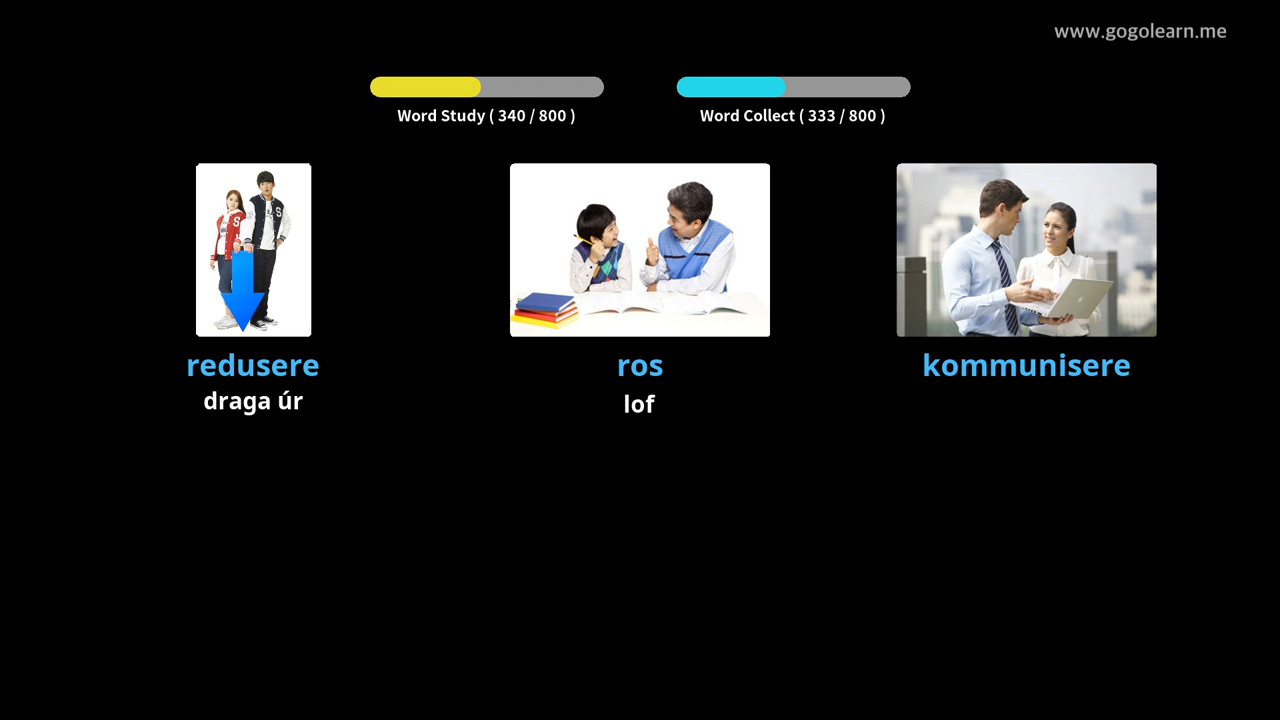 www.gogolearn.me
Word Study ( 340 / 800 )
Word Collect ( 333 / 800 )
redusere
draga úr
ros
lof
kommunisere